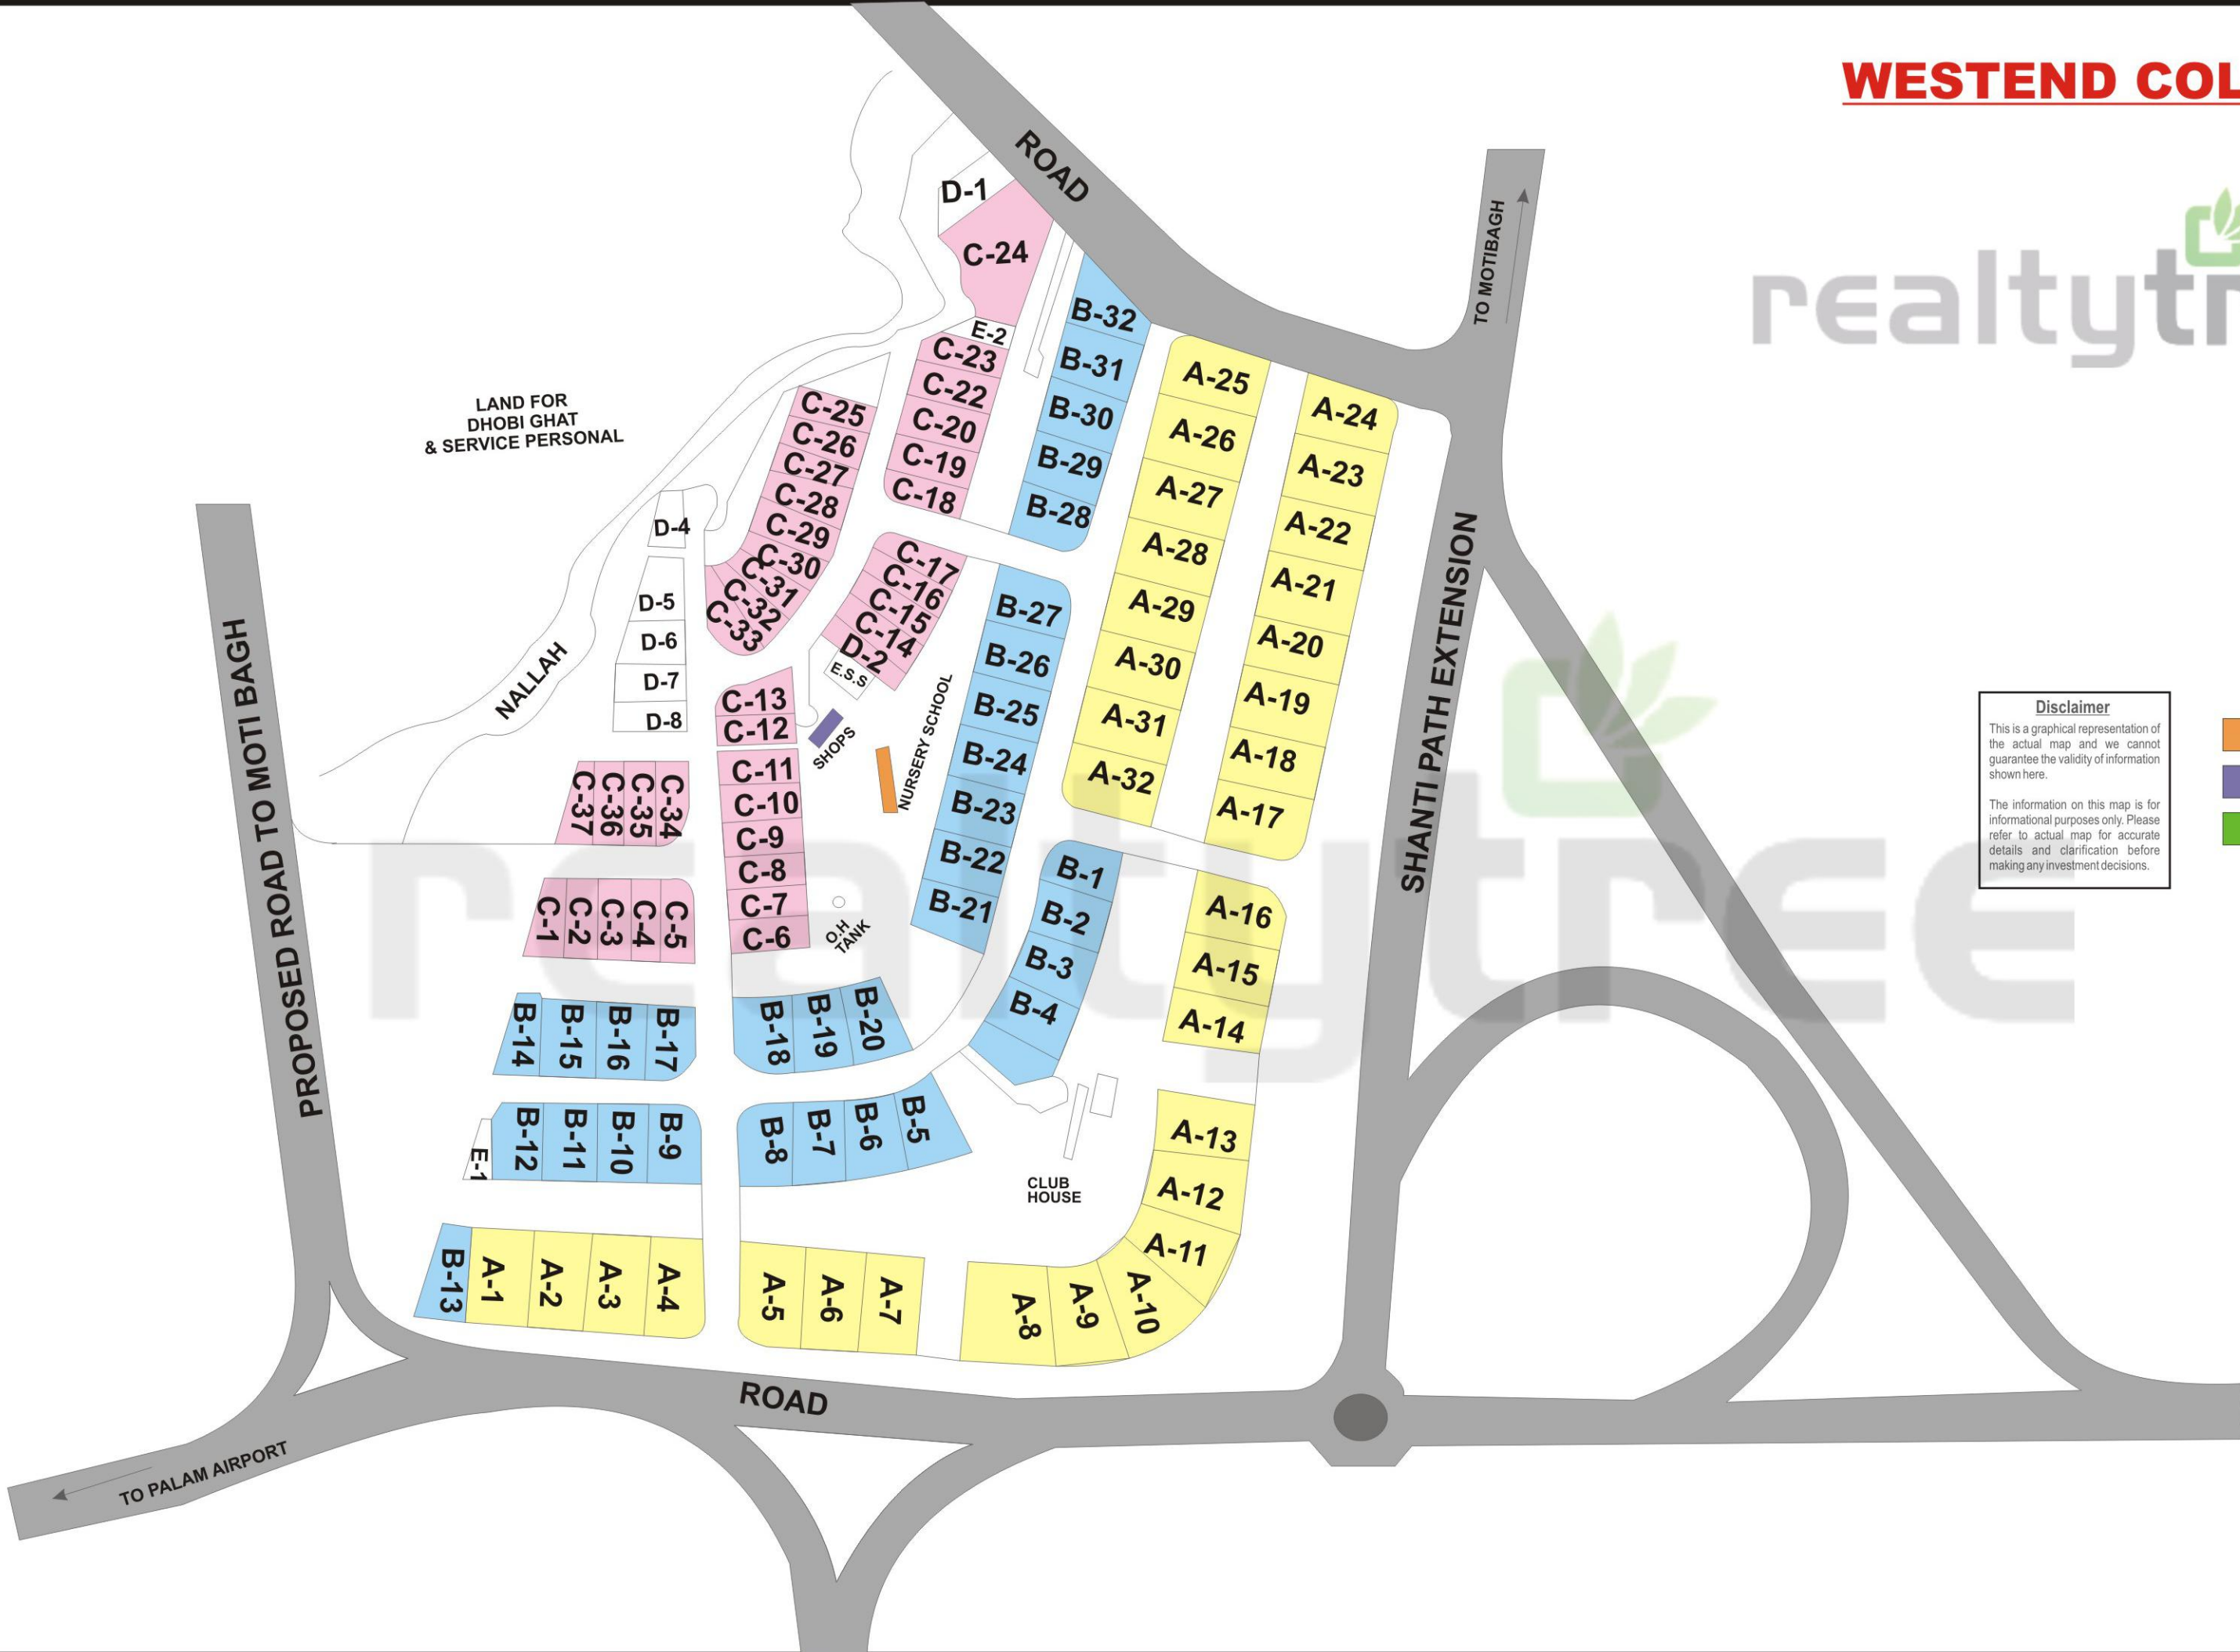 WESTEND COL
realtytr
ROAD
TO MOTIBAGH
D-1
C-24
E-2
C-23
C-22
C-20
C-19
C-18
B-32
B-31
B-30
B-29
B-28
A-25
A-26
A-27
A-28
A-29
A-30
A-31
A-32
A-24
A-23
A-22
A-21
A-20
A-19
A-18
A-17
LAND FOR
DHOBI GHAT
& SERVICE PERSONAL
C-25
C-26
C-27
C-28
C-29
C-30
C-31
C-32
C-33
C-17
C-16
C-15
C-14
D-2
E.S.S
D-4
D-5
D-6
D-7
D-8
NALLAH
PROPOSED ROAD TO MOTI BAGH
SHANTI PATH EXTENSION
B-27
B-26
B-25
B-24
B-23
B-22
B-21
C-13
C-12
C-11
C-10
C-9
C-8
C-7
C-6
SHOPS
NURSERY SCHOOL
O.H
TANK
C-37
C-36
C-35
C-34
C-1
C-2
C-3
C-4
C-5
B-1
B-2
B-3
B-4
A-16
A-15
A-14
A-13
A-12
A-11
A-10
A-9
A-8
B-14
B-15
B-16
B-17
B-18
B-19
B-20
E-1
B-12
B-11
B-10
B-9
B-8
B-7
B-6
B-5
CLUB
HOUSE
B-13
A-1
A-2
A-3
A-4
A-5
A-6
A-7
ROAD
TO PALAM AIRPORT
realtytree
Disclaimer
This is a graphical representation of
the actual map and we cannot
guarantee the validity of information
shown here.
The information on this map is for
informational purposes only. Please
refer to actual map for accurate
details and clarification before
making any investment decisions.